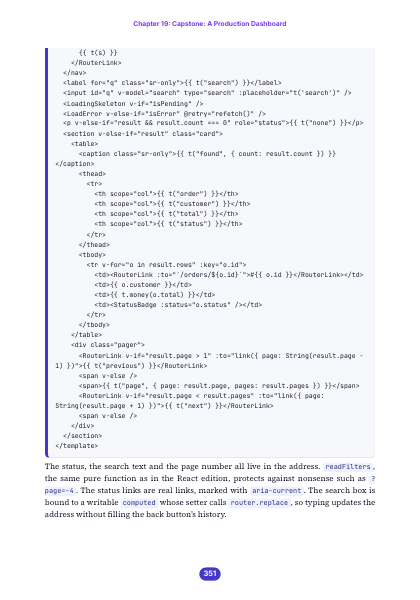 Chapter 19: Capstone: A Production Dashboard
{{ t(s) }}
</RouterLink>
</nav>
<label for="q" class="sr-only">{{ t("search") }}</label>
<input id="q" v-model="search" type="search" :placeholder="t('search')" />
<LoadingSkeleton v-if="isPending" />
<LoadError v-else-if="isError" @retry="refetch()" />
<p v-else-if="result && result.count === 0" role="status">{{ t("none") }}</p>
<section v-else-if="result" class="card">
<table>
<caption class="sr-only">{{ t("found", { count: result.count }) }}
</caption>
<thead>
<tr>
<th scope="col">{{ t("order") }}</th>
<th scope="col">{{ t("customer") }}</th>
<th scope="col">{{ t("total") }}</th>
<th scope="col">{{ t("status") }}</th>
</tr>
</thead>
<tbody>
<tr v-for="o in result.rows" :key="o.id">
<td><RouterLink :to="`/orders/${o.id}`">#{{ o.id }}</RouterLink></td>
<td>{{ o.customer }}</td>
<td>{{ t.money(o.total) }}</td>
<td><StatusBadge :status="o.status" /></td>
</tr>
</tbody>
</table>
<div class="pager">
<RouterLink v-if="result.page > 1" :to="link({ page: String(result.page -
1) })">{{ t("previous") }}</RouterLink>
<span v-else />
<span>{{ t("page", { page: result.page, pages: result.pages }) }}</span>
<RouterLink v-if="result.page < result.pages" :to="link({ page:
String(result.page + 1) })">{{ t("next") }}</RouterLink>
<span v-else />
</div>
</section>
</template>
The status, the search text and the page number all live in the address. readFilters,
the same pure function as in the React edition, protects against nonsense such as ?
page=-4. The status links are real links, marked with aria-current. The search box is
bound to a writable computed whose setter calls router.replace, so typing updates the
address without filling the back button's history.
351